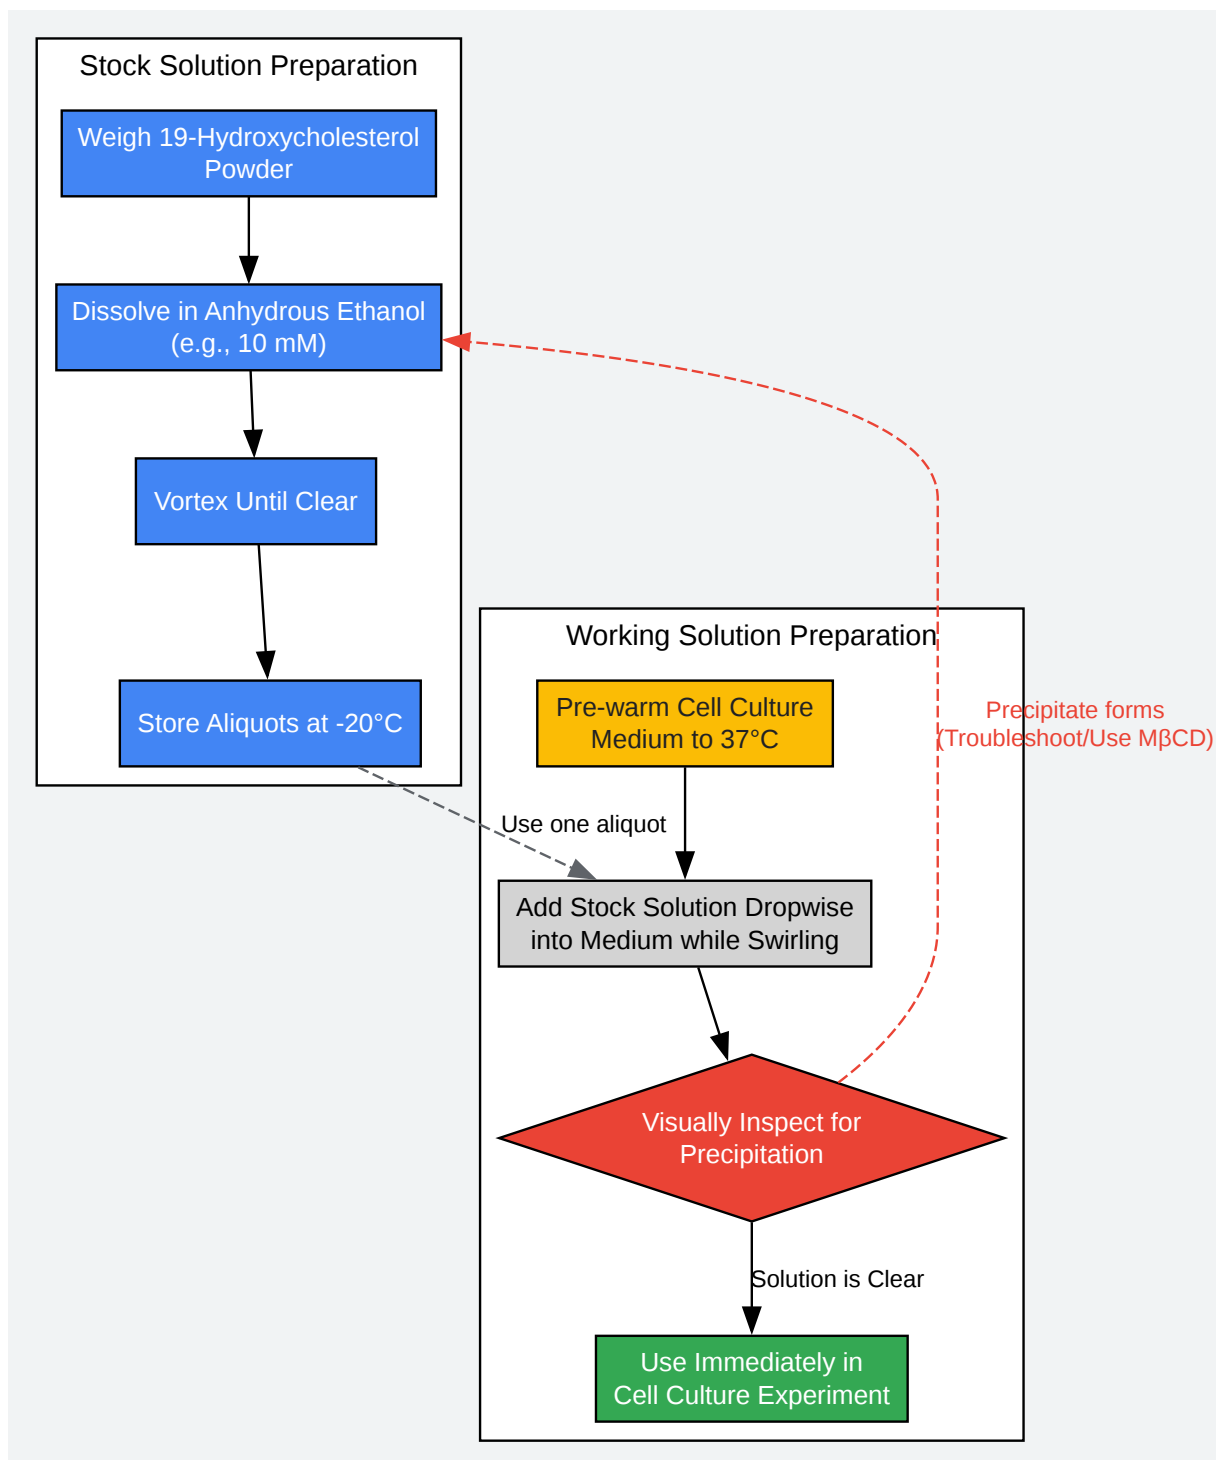 Stock Solution Preparation
Weigh 19-Hydroxycholesterol
Powder
Dissolve in Anhydrous Ethanol
(e.g., 10 mM)
Vortex Until Clear
Store Aliquots at -20°C
Working Solution Preparation
Pre-warm Cell Culture
Medium to 37°C
Precipitate forms
(Troubleshoot/Use MβCD)
Use one aliquot
Add Stock Solution Dropwise
into Medium while Swirling
Visually Inspect for
Precipitation
Solution is Clear
Use Immediately in
Cell Culture Experiment